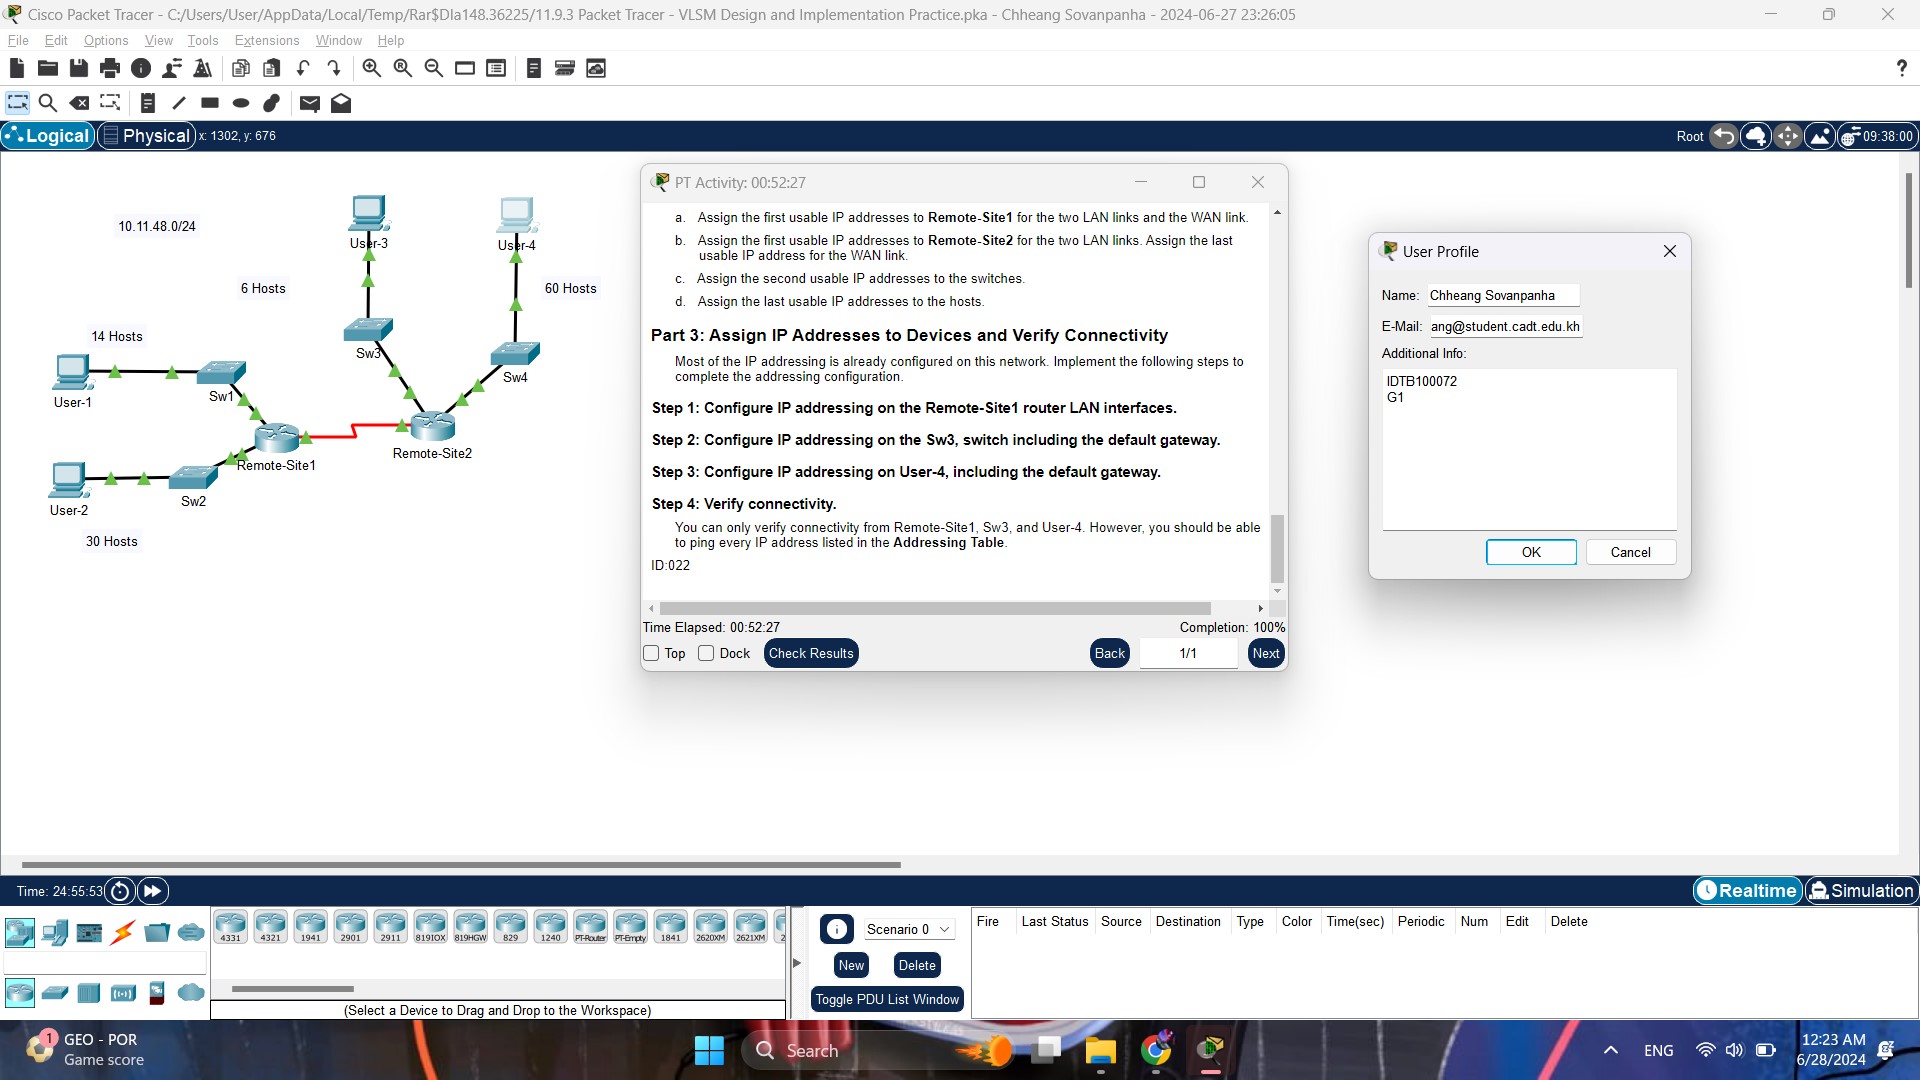 Cisco Packet Tracer - C:/Users/User/AppData/Local/Temp/Rar$DIa148.36225/11.9.3 Packet Tracer - VLSM Design and Implementation Practice.pka - Chheang Sovanpanha - 2024-06-27 23:26:05
File Edit Options View Tools Extensions Window Help
?
Logical Physical x: 1302, y: 676
Root 09:38:00
10.11.48.0/24
User-3
User-4
6 Hosts
60 Hosts
14 Hosts
User-1
Sw1
Sw3
Sw4
Remote-Site1
Remote-Site2
Sw2
User-2
30 Hosts
PT Activity: 00:52:27
a. Assign the first usable IP addresses to Remote-Site1 for the two LAN links and the WAN link.
b. Assign the first usable IP addresses to Remote-Site2 for the two LAN links. Assign the last
usable IP address for the WAN link.
c. Assign the second usable IP addresses to the switches.
d. Assign the last usable IP addresses to the hosts.
Part 3: Assign IP Addresses to Devices and Verify Connectivity
Most of the IP addressing is already configured on this network. Implement the following steps to
complete the addressing configuration.
Step 1: Configure IP addressing on the Remote-Site1 router LAN interfaces.
Step 2: Configure IP addressing on the Sw3, switch including the default gateway.
Step 3: Configure IP addressing on User-4, including the default gateway.
Step 4: Verify connectivity.
You can only verify connectivity from Remote-Site1, Sw3, and User-4. However, you should be able
to ping every IP address listed in the Addressing Table.
ID:022
Time Elapsed: 00:52:27 Completion: 100%
Top Dock Check Results Back 1/1 Next
User Profile
Name: Chheang Sovanpanha
E-Mail: ang@student.cadt.edu.kh
Additional Info:
IDTB100072
G1
OK Cancel
Time: 24:55:53
Realtime Simulation
4331 4321 1941 2901 2911 819IOX 819HGW 829 1240 PT-Router PT-Empty 1841 2620XM 2621XM 2
(Select a Device to Drag and Drop to the Workspace)
Scenario 0
New Delete
Toggle PDU List Window
Fire Last Status Source Destination Type Color Time(sec) Periodic Num Edit Delete
1
GEO - POR
Game score
Search
ENG
12:23 AM
6/28/2024